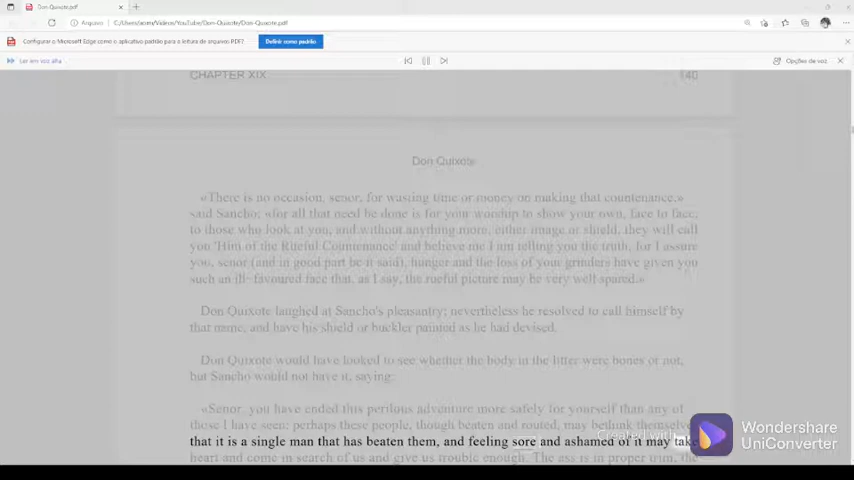 Don-Quixote.pdf
Arquivo | C:/Users/acms/Videos/YouTube/Don-Quixote/Don-Quixote.pdf
Configurar o Microsoft Edge como o aplicativo padrão para a leitura de arquivos PDF? Definir como padrão
Ler em voz alta Opções de voz
CHAPTER XIX 140
Don Quixote
«There is no occasion, senor, for wasting time or money on making that countenance,»
said Sancho; «for all that need be done is for your worship to show your own, face to face,
to those who look at you, and without anything more, either image or shield, they will call
you 'Him of the Rueful Countenance' and believe me I am telling you the truth, for I assure
you, senor (and in good part be it said), hunger and the loss of your grinders have given you
such an ill- favoured face that, as I say, the rueful picture may be very well spared.»
Don Quixote laughed at Sancho's pleasantry; nevertheless he resolved to call himself by
that name, and have his shield or buckler painted as he had devised.
Don Quixote would have looked to see whether the body in the litter were bones or not,
but Sancho would not have it, saying:
«Senor, you have ended this perilous adventure more safely for yourself than any of
those I have seen: perhaps these people, though beaten and routed, may bethink themselves
that it is a single man that has beaten them, and feeling sore and ashamed of it may take
heart and come in search of us and give us trouble enough. The ass is in proper trim, the
Created with
Wondershare
UniConverter